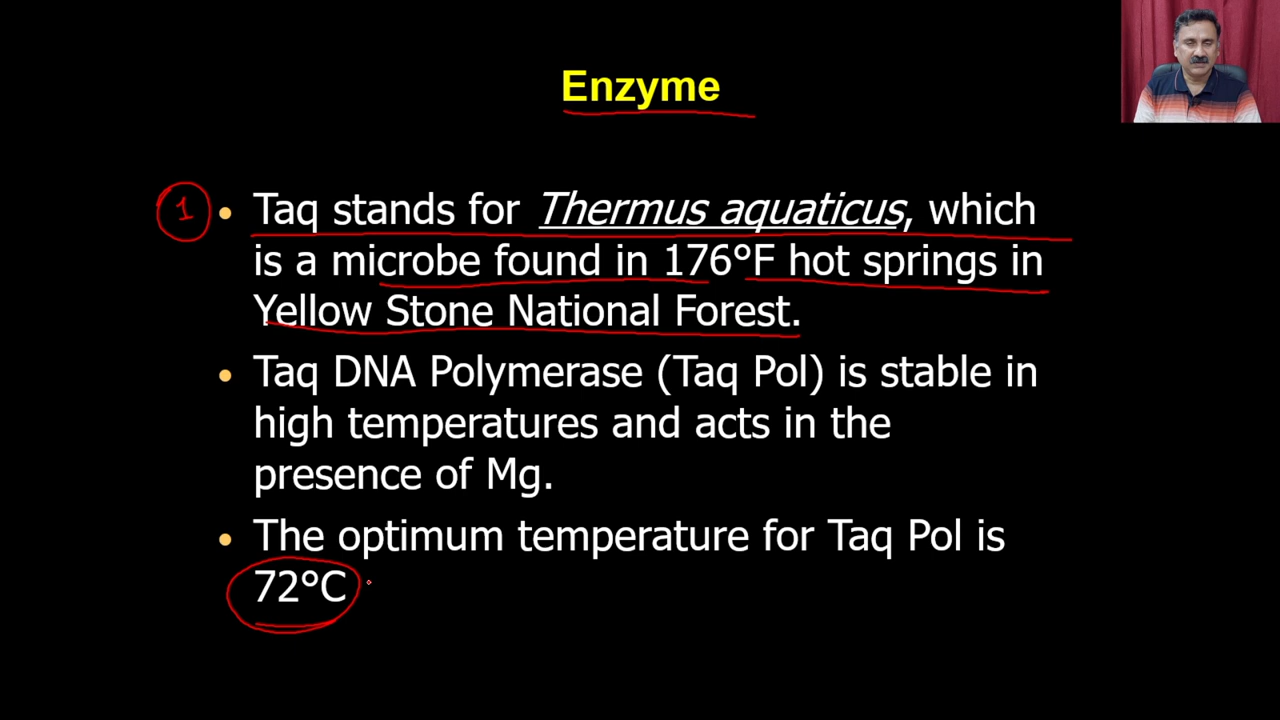 Enzyme
1
• Taq stands for Thermus aquaticus, which
is a microbe found in 176°F hot springs in
Yellow Stone National Forest.
• Taq DNA Polymerase (Taq Pol) is stable in
high temperatures and acts in the
presence of Mg.
• The optimum temperature for Taq Pol is
72°C